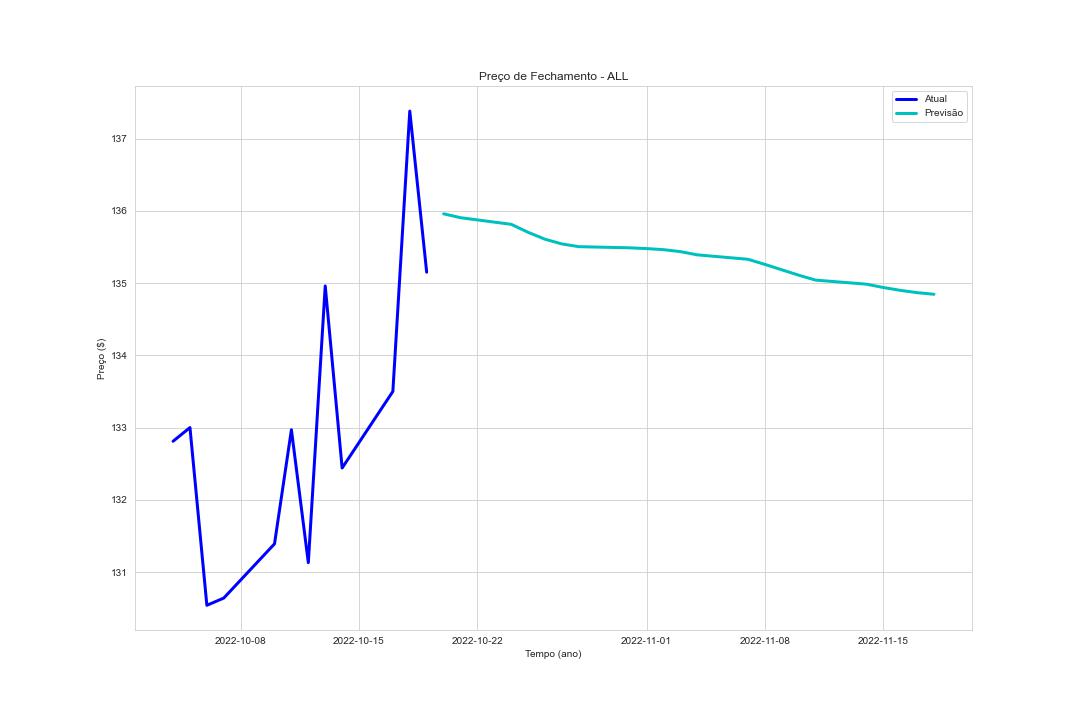 Preço de Fechamento - ALL
Atual
Previsão
137
136
135
134
133
132
131
Preço ($)
2022-10-08
2022-10-15
2022-10-22
2022-11-01
2022-11-08
2022-11-15
Tempo (ano)